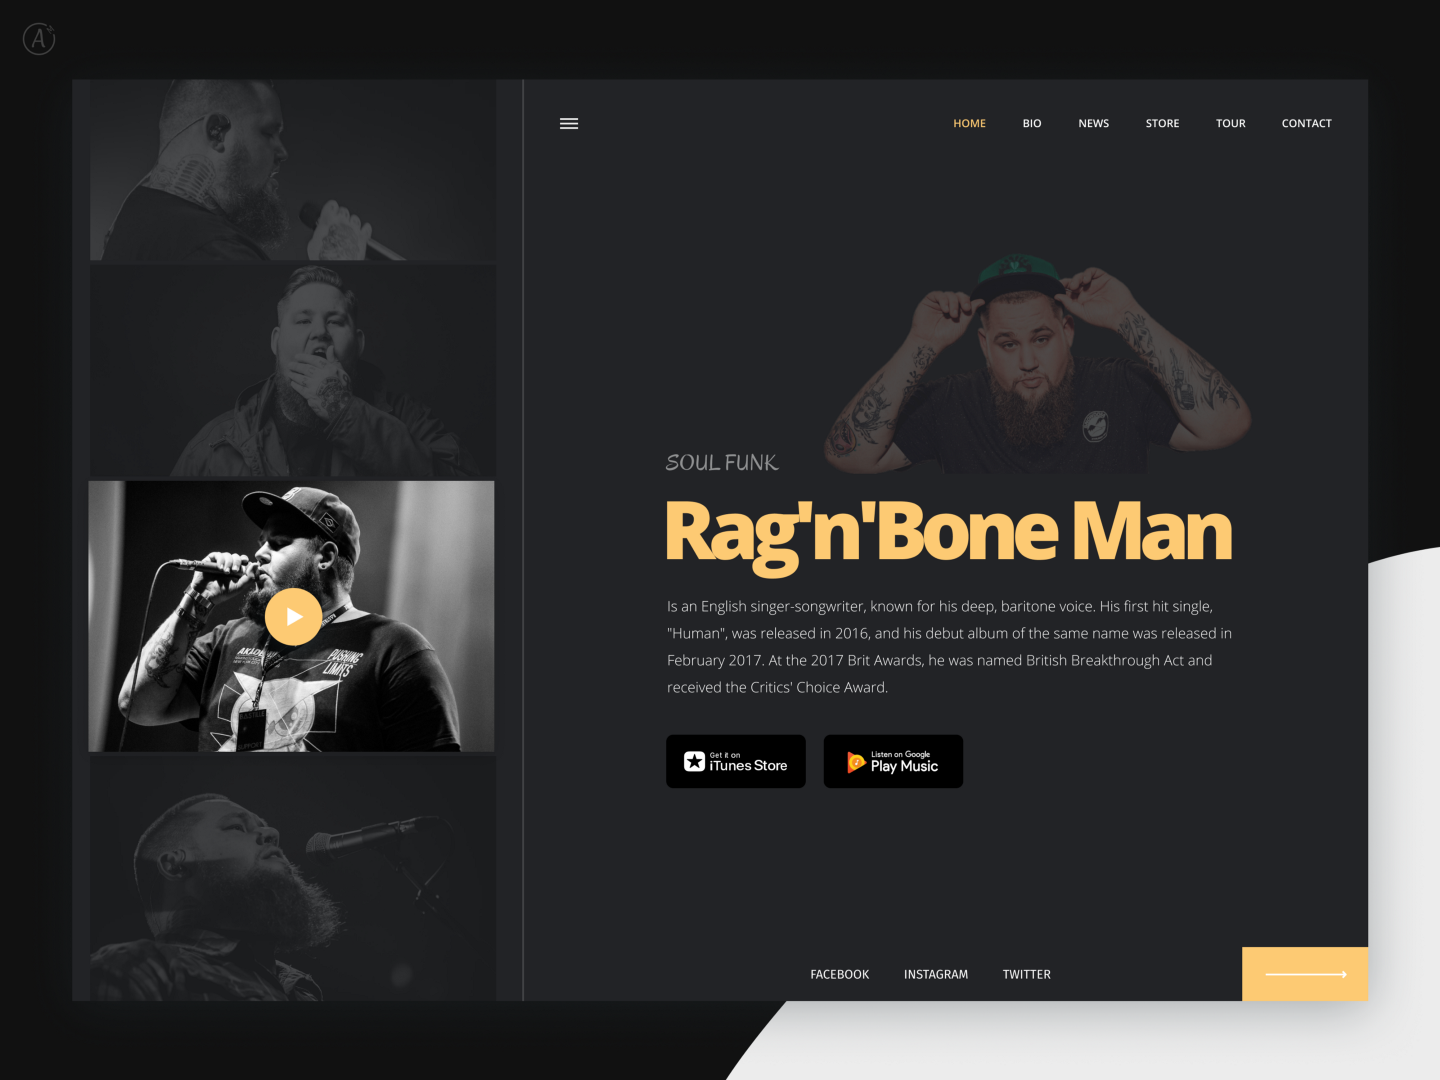 A
HOME BIO NEWS STORE TOUR CONTACT
SOUL FUNK
Rag'n'Bone Man
Is an English singer-songwriter, known for his deep, baritone voice. His first hit single,
"Human", was released in 2016, and his debut album of the same name was released in
February 2017. At the 2017 Brit Awards, he was named British Breakthrough Act and
received the Critics' Choice Award.
PUSHING
LIMITS
Get it on
iTunes Store
Listen on Google
Play Music
FACEBOOK INSTAGRAM TWITTER